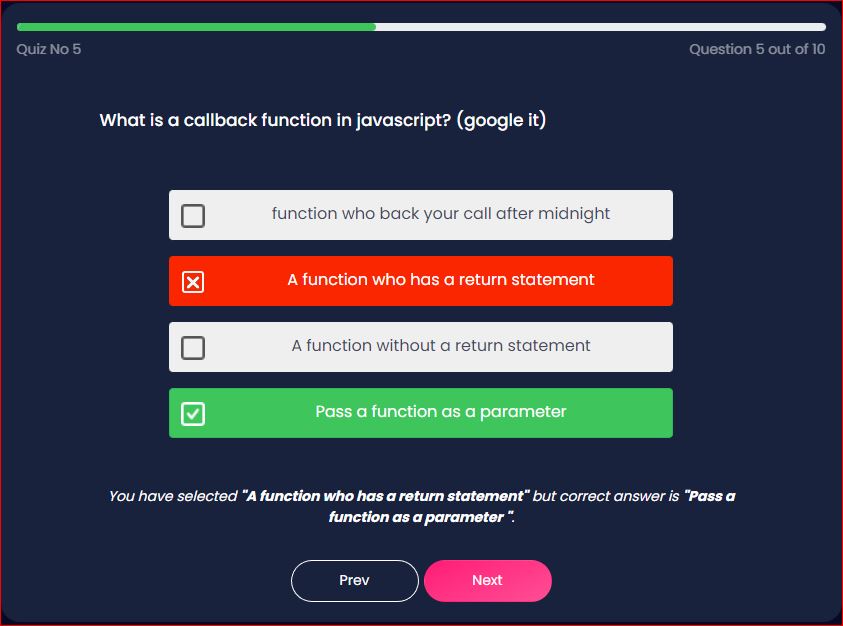 Quiz No 5
Question 5 out of 10
What is a callback function in javascript? (google it)
function who back your call after midnight
A function who has a return statement
A function without a return statement
Pass a function as a parameter
You have selected "A function who has a return statement" but correct answer is "Pass a
function as a parameter ".
Prev
Next